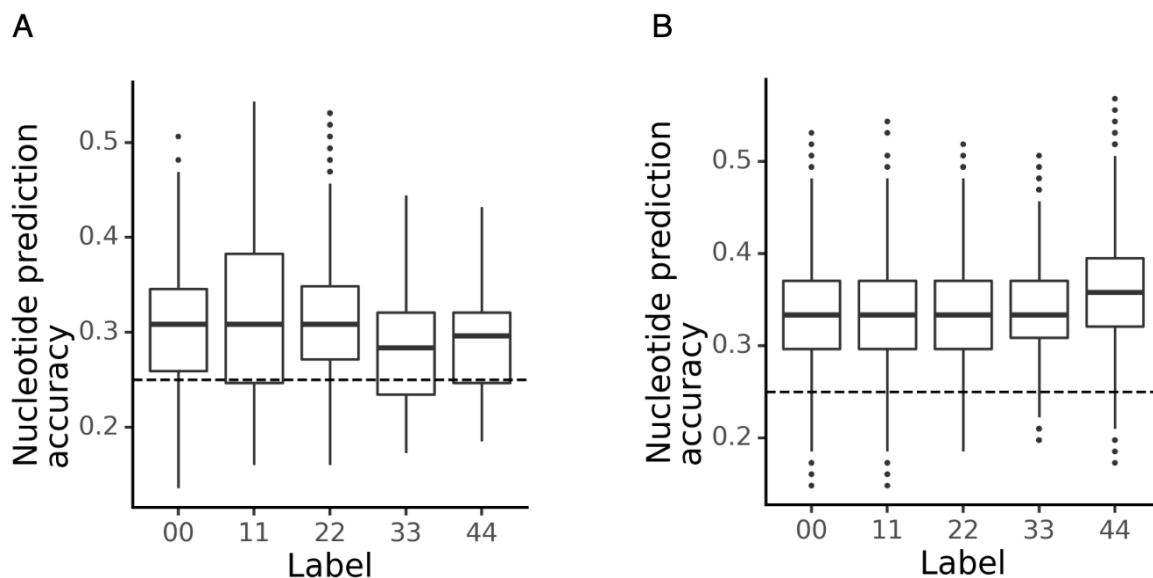 A
Nucleotide prediction
accuracy
0.5
0.4
0.3
0.2
00 11 22 33 44
Label
B
Nucleotide prediction
accuracy
0.5
0.4
0.3
0.2
00 11 22 33 44
Label